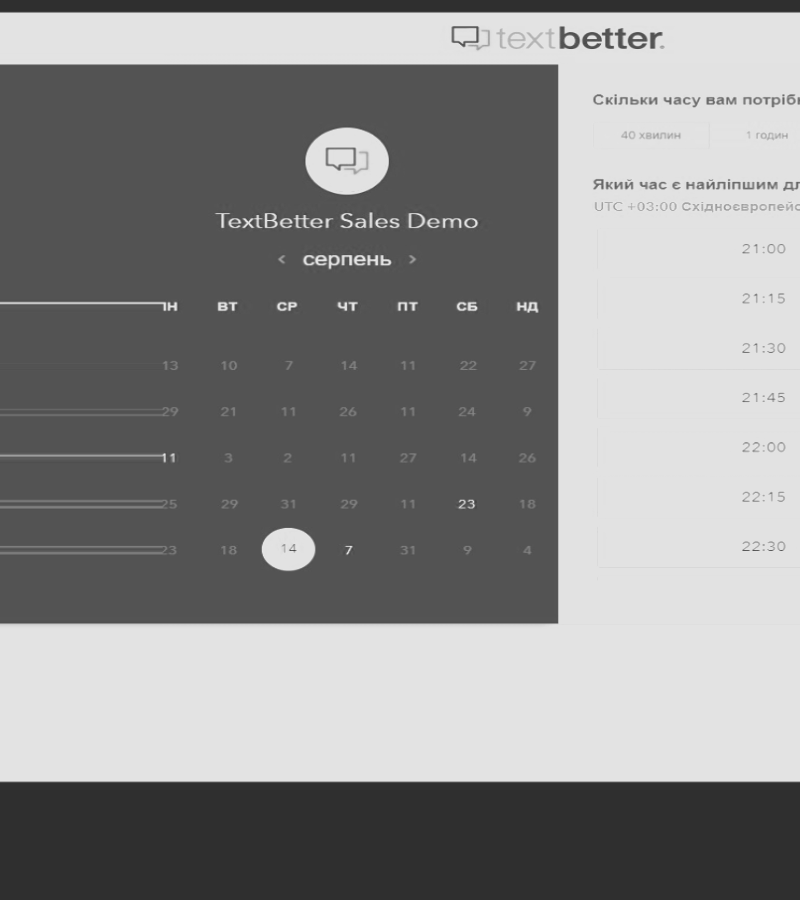 textbetter.
TextBetter Sales Demo
‹ серпень ›
ПН ВТ СР ЧТ ПТ СБ НД
13 10 7 14 11 22 27
29 21 11 26 11 24 9
11 3 2 11 27 14 26
25 29 31 29 11 23 18
23 18 14 7 31 9 4
Скільки часу вам потріб
40 хвилин 1 годин
Який час є найліпшим дл
UTC +03:00 Східноєвропейс
21:00
21:15
21:30
21:45
22:00
22:15
22:30